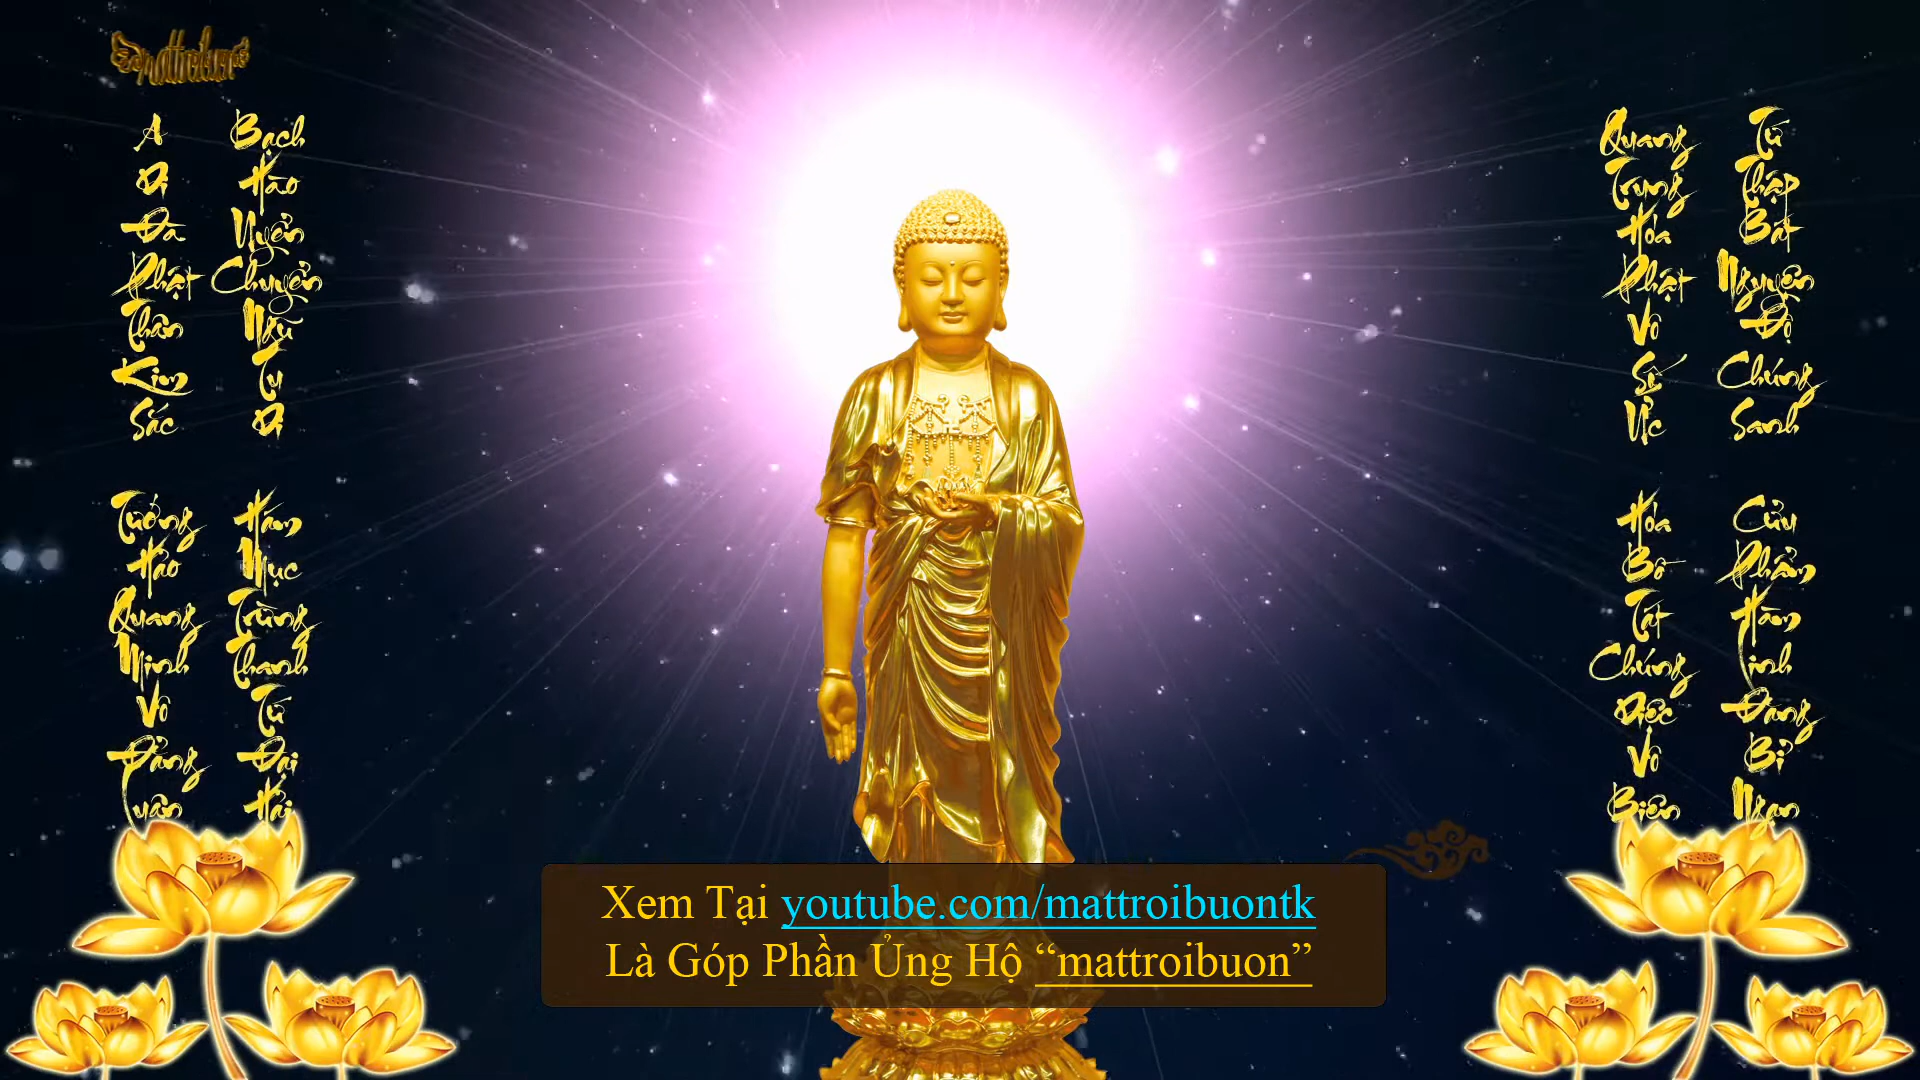 mattroibuon
A Di Đà Phật Thân Kim Sắc
Tướng Hảo Quang Minh Vô Đẳng Luân
Bạch Hào Uyển Chuyển Ngũ Tu Di
Hám Mục Trừng Thanh Tứ Đại Hải
Quang Trung Hóa Phật Vô Số Ức
Hóa Bồ Tát Chúng Diệc Vô Biên
Tứ Thập Bát Nguyện Độ Chúng Sanh
Cửu Phẩm Hàm Linh Đăng Bỉ Ngạn
Xem Tại youtube.com/mattroibuontk
Là Góp Phần Ủng Hộ “mattroibuon”